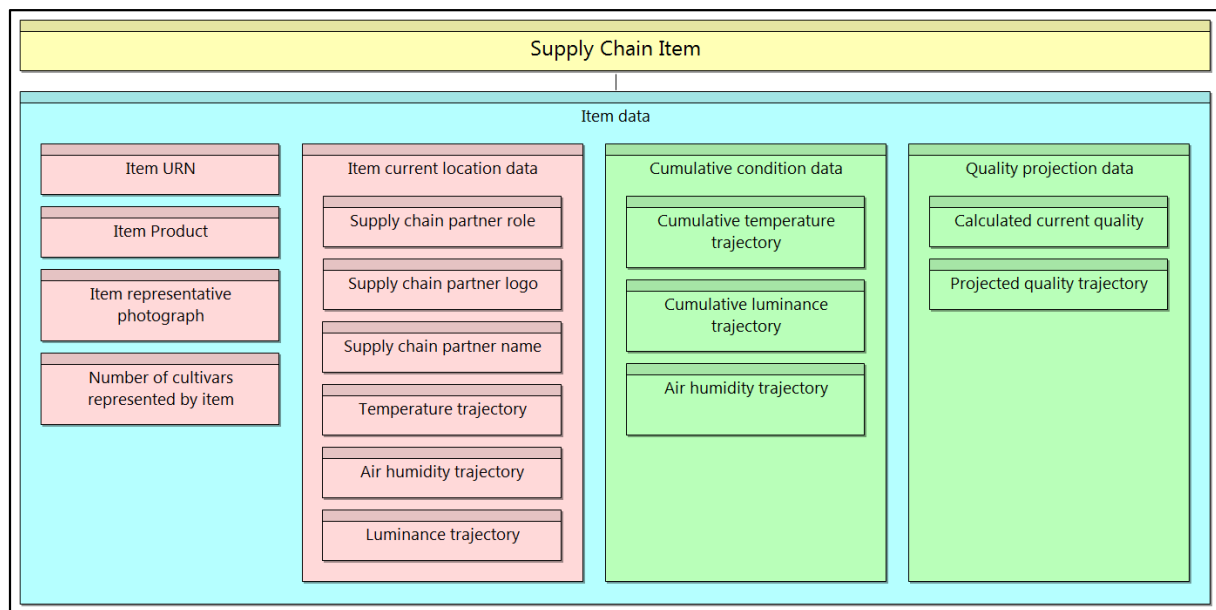 Supply Chain Item
Item data
Item URN
Item Product
Item representative
photograph
Number of cultivars
represented by item
Item current location data
Supply chain partner role
Supply chain partner logo
Supply chain partner name
Temperature trajectory
Air humidity trajectory
Luminance trajectory
Cumulative condition data
Cumulative temperature
trajectory
Cumulative luminance
trajectory
Air humidity trajectory
Quality projection data
Calculated current quality
Projected quality trajectory